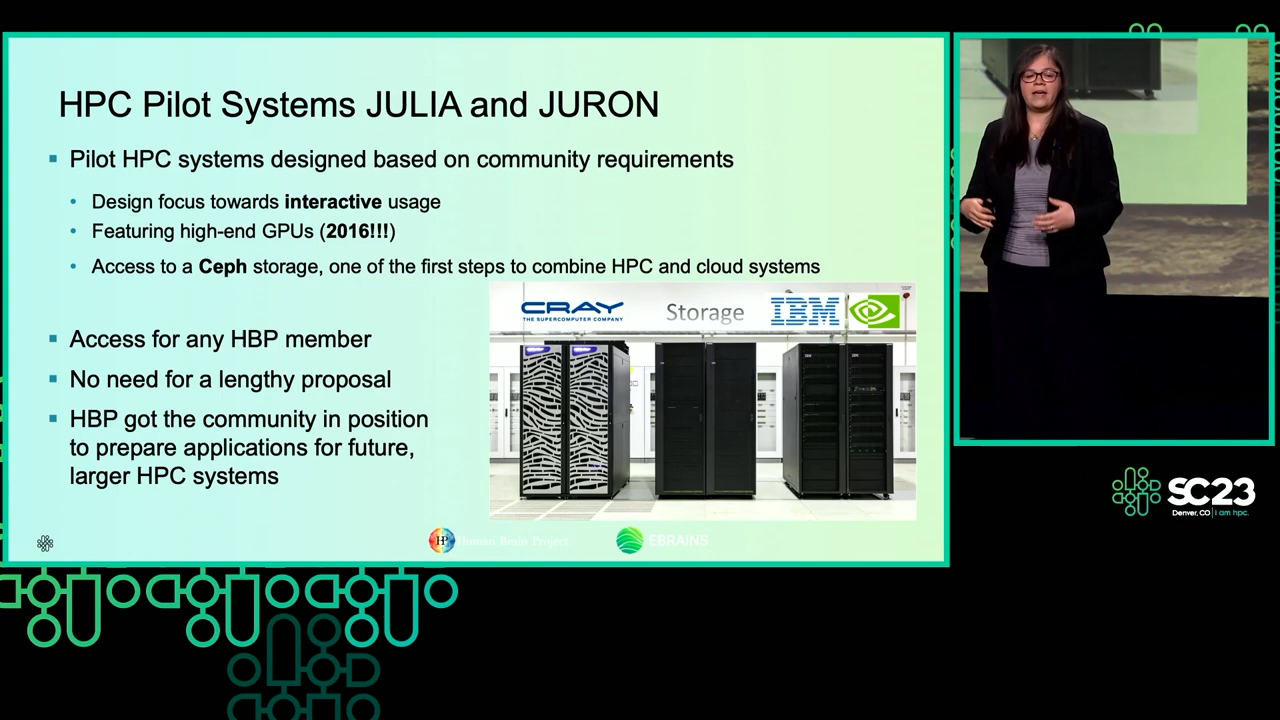 HPC Pilot Systems JULIA and JURON
Pilot HPC systems designed based on community requirements
Design focus towards interactive usage
Featuring high-end GPUs (2016!!!)
Access to a Ceph storage, one of the first steps to combine HPC and cloud systems
Access for any HBP member
No need for a lengthy proposal
HBP got the community in position
to prepare applications for future,
larger HPC systems
CRAY
THE SUPERCOMPUTER COMPANY
Storage
IBM
HP
Human Brain Project
EBRAINS
SC23
Denver, CO | i am hpc.